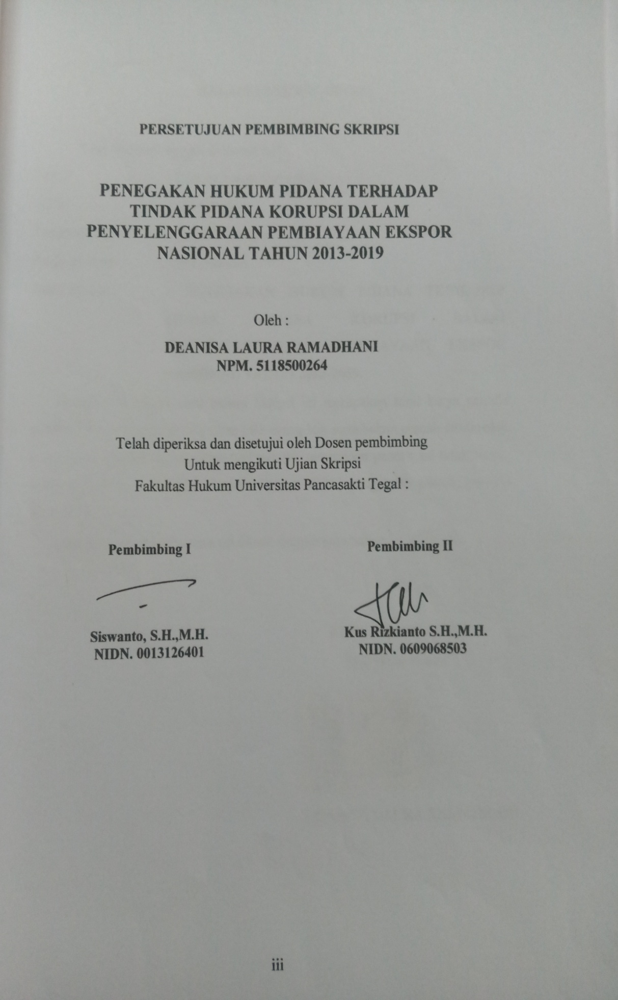 PERSETUJUAN PEMBIMBING SKRIPSI
PENEGAKAN HUKUM PIDANA TERHADAP
TINDAK PIDANA KORUPSI DALAM
PENYELENGGARAAN PEMBIAYAAN EKSPOR
NASIONAL TAHUN 2013-2019
Oleh :
DEANISA LAURA RAMADHANI
NPM. 5118500264
Telah diperiksa dan disetujui oleh Dosen pembimbing
Untuk mengikuti Ujian Skripsi
Fakultas Hukum Universitas Pancasakti Tegal :
Pembimbing I
Siswanto, S.H.,M.H.
NIDN. 0013126401
Pembimbing II
Kus Rizkianto S.H.,M.H.
NIDN. 0609068503
iii